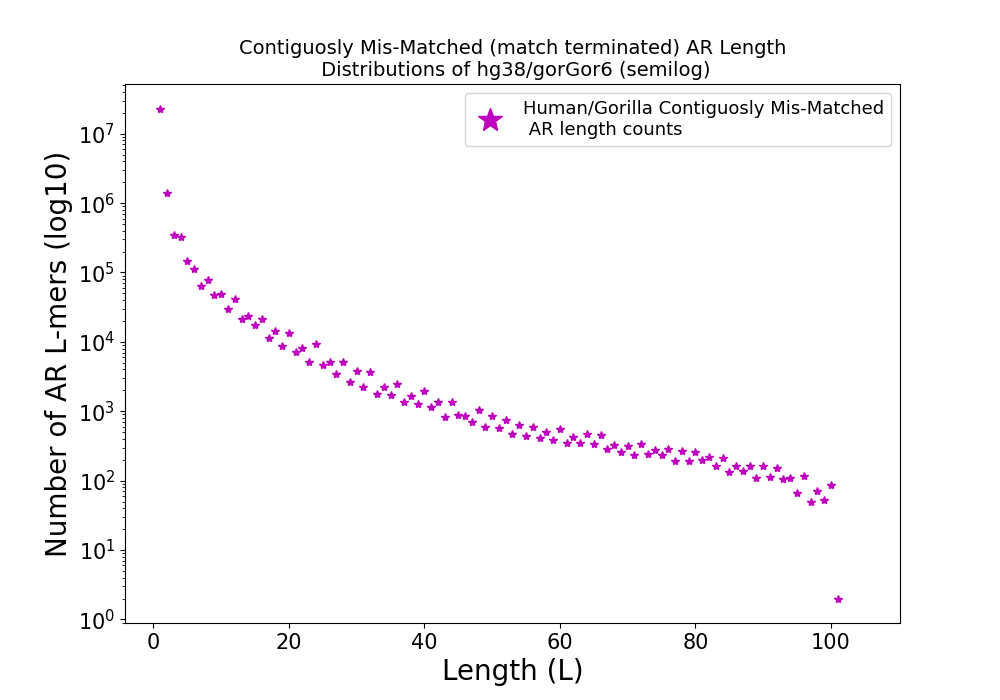 Contiguosly Mis-Matched (match terminated) AR Length
Distributions of hg38/gorGor6 (semilog)
Human/Gorilla Contiguosly Mis-Matched
AR length counts
Number of AR L-mers (log10)
10^7
10^6
10^5
10^4
10^3
10^2
10^1
10^0
0 20 40 60 80 100
Length (L)